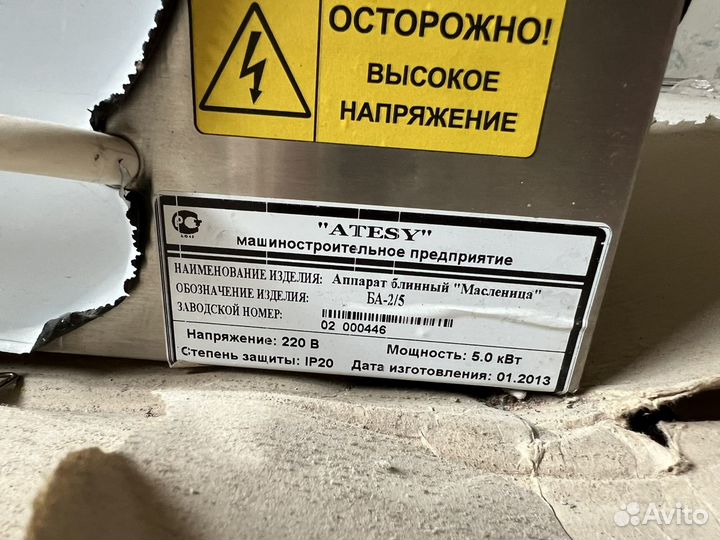 ОСТОРОЖНО!
ВЫСОКОЕ
НАПРЯЖЕНИЕ
РСТ
"ATESY"
машиностроительное предприятие
НАИМЕНОВАНИЕ ИЗДЕЛИЯ: Аппарат блинный "Масленица"
ОБОЗНАЧЕНИЕ ИЗДЕЛИЯ: БА-2/5
ЗАВОДСКОЙ НОМЕР:
02 000446
Напряжение: 220 В Мощность: 5.0 кВт
Степень защиты: IP20 Дата изготовления: 01.2013
Avito